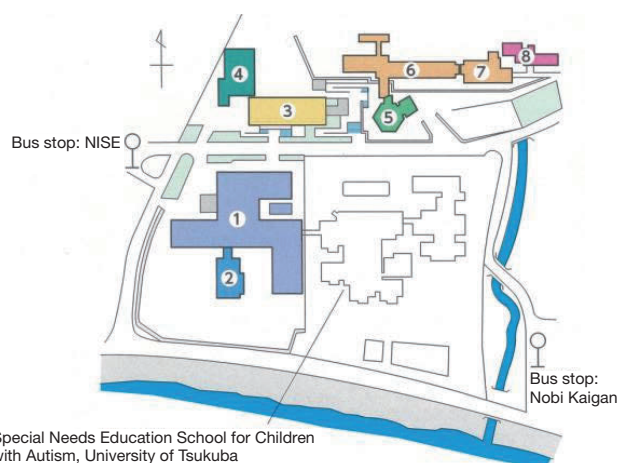 4
6
7
8
3
5
Bus stop: NISE
1
2
Bus stop:
Nobi Kaigan
Special Needs Education School for Children
with Autism, University of Tsukuba